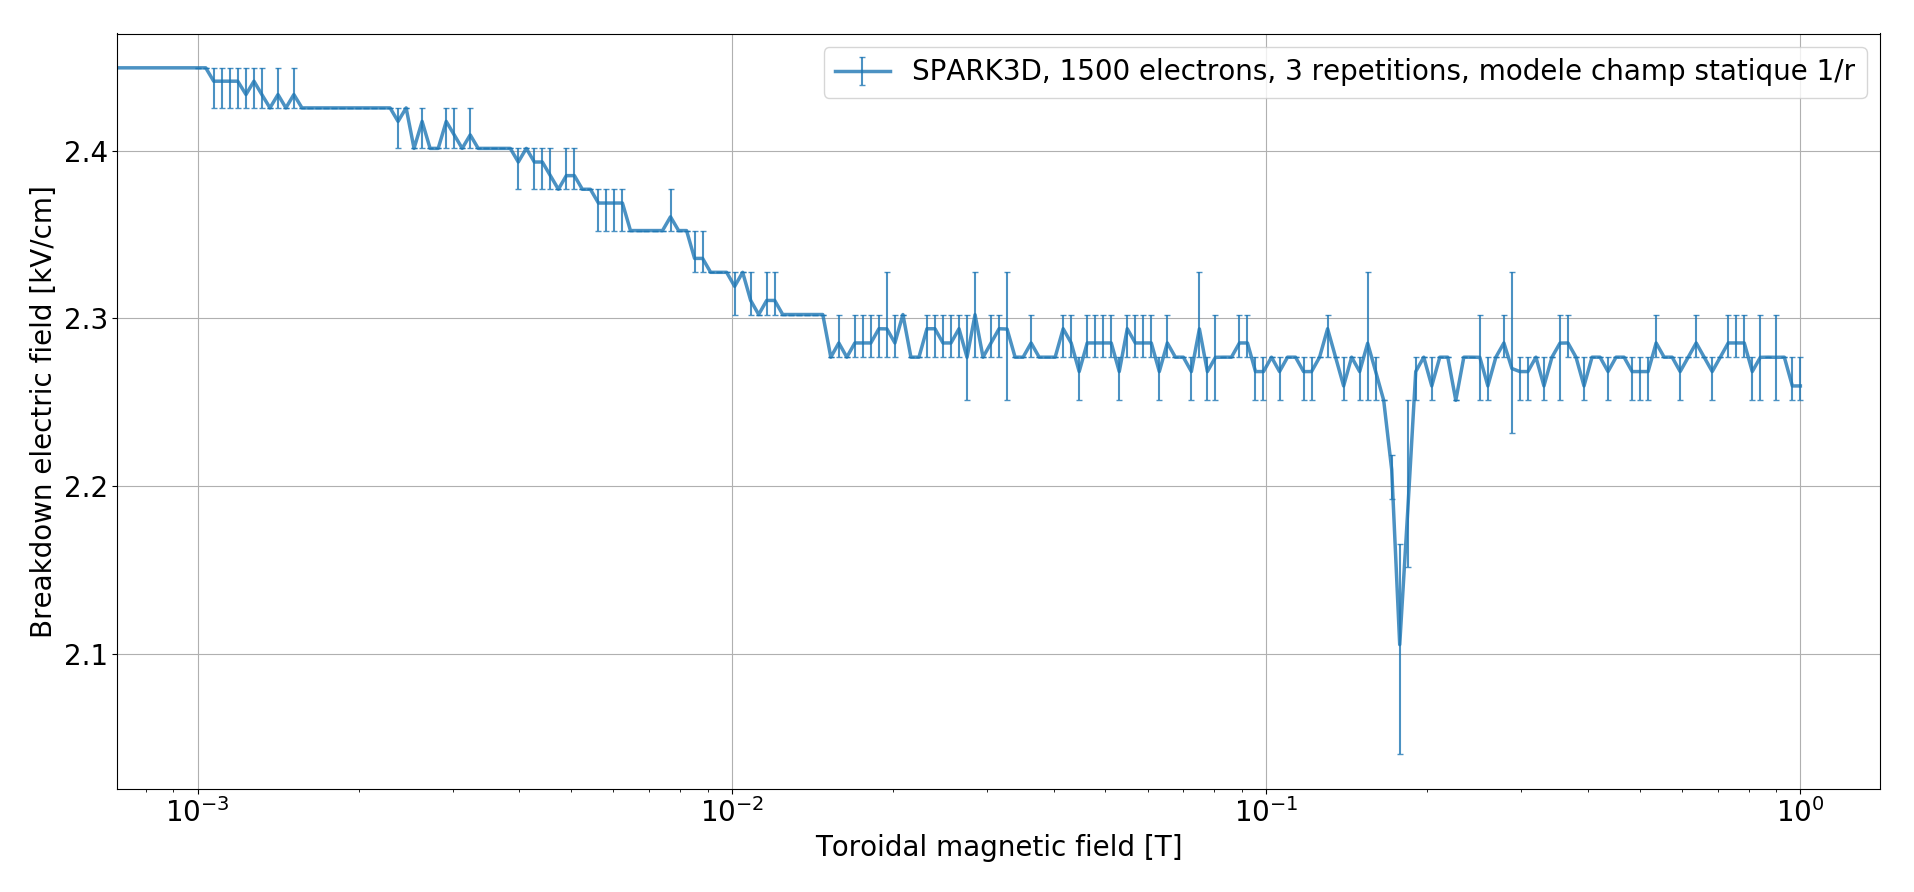 SPARK3D, 1500 electrons, 3 repetitions, modele champ statique 1/r
Breakdown electric field [kV/cm]
2.4
2.3
2.2
2.1
10⁻³ 10⁻² 10⁻¹ 10⁰
Toroidal magnetic field [T]